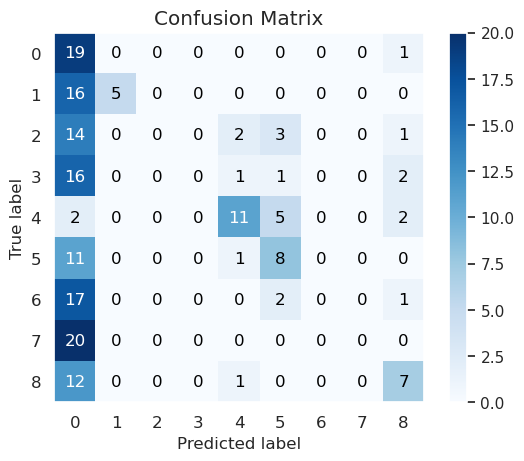 Confusion Matrix
True label
0 19 0 0 0 0 0 0 0 1
1 16 5 0 0 0 0 0 0 0
2 14 0 0 0 2 3 0 0 1
3 16 0 0 0 1 1 0 0 2
4 2 0 0 0 11 5 0 0 2
5 11 0 0 0 1 8 0 0 0
6 17 0 0 0 0 2 0 0 1
7 20 0 0 0 0 0 0 0 0
8 12 0 0 0 1 0 0 0 7
0 1 2 3 4 5 6 7 8
Predicted label
20.0
17.5
15.0
12.5
10.0
7.5
5.0
2.5
0.0